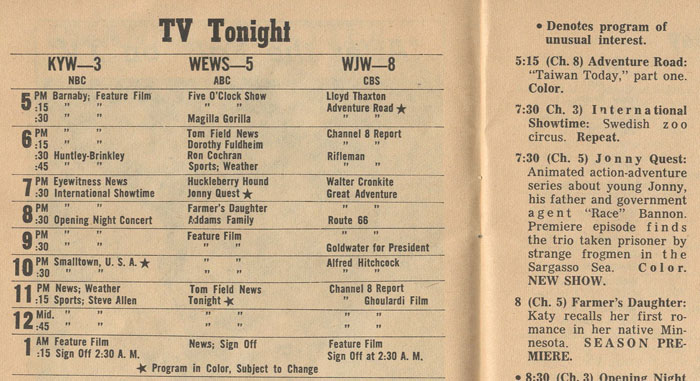 TV Tonight
KYW—3 WEWS—5 WJW—8
NBC ABC CBS
5 PM Barnaby; Feature Film Five O'Clock Show Lloyd Thaxton
:15 " " " " Adventure Road ★
:30 " " Magilla Gorilla " "
6 PM " " Tom Field News Channel 8 Report
:15 " " Dorothy Fuldheim " "
:30 Huntley-Brinkley Ron Cochran Rifleman
:45 " " Sports; Weather " "
7 PM Eyewitness News Huckleberry Hound Walter Cronkite
:30 International Showtime Jonny Quest ★ Great Adventure
8 PM " " Farmer's Daughter " "
:30 Opening Night Concert Addams Family Route 66
9 PM " " Feature Film " "
:30 " " " " Goldwater for President
10 PM Smalltown, U. S. A. ★ " " Alfred Hitchcock
:30 " " " " " "
11 PM News; Weather Tom Field News Channel 8 Report
:15 Sports; Steve Allen Tonight ★ " Ghoulardi Film
12 Mid. " " " " " "
:45 " " " " " "
1 AM Feature Film News; Sign Off Feature Film
:15 Sign Off 2:30 A. M. Sign Off at 2:30 A.M.
★ Program in Color, Subject to Change
• Denotes program of
unusual interest.
5:15 (Ch. 8) Adventure Road:
"Taiwan Today," part one.
Color.
7:30 Ch. 3) International
Showtime: Swedish zoo
circus. Repeat.
7:30 (Ch. 5) Jonny Quest:
Animated action-adventure
series about young Jonny,
his father and government
agent "Race" Bannon.
Premiere episode finds
the trio taken prisoner by
strange frogmen in the
Sargasso Sea. Color.
NEW SHOW.
8 (Ch. 5) Farmer's Daughter:
Katy recalls her first ro-
mance in her native Min-
nesota. SEASON PRE-
MIERE.
• 8:30 (Ch. 3) Opening Night